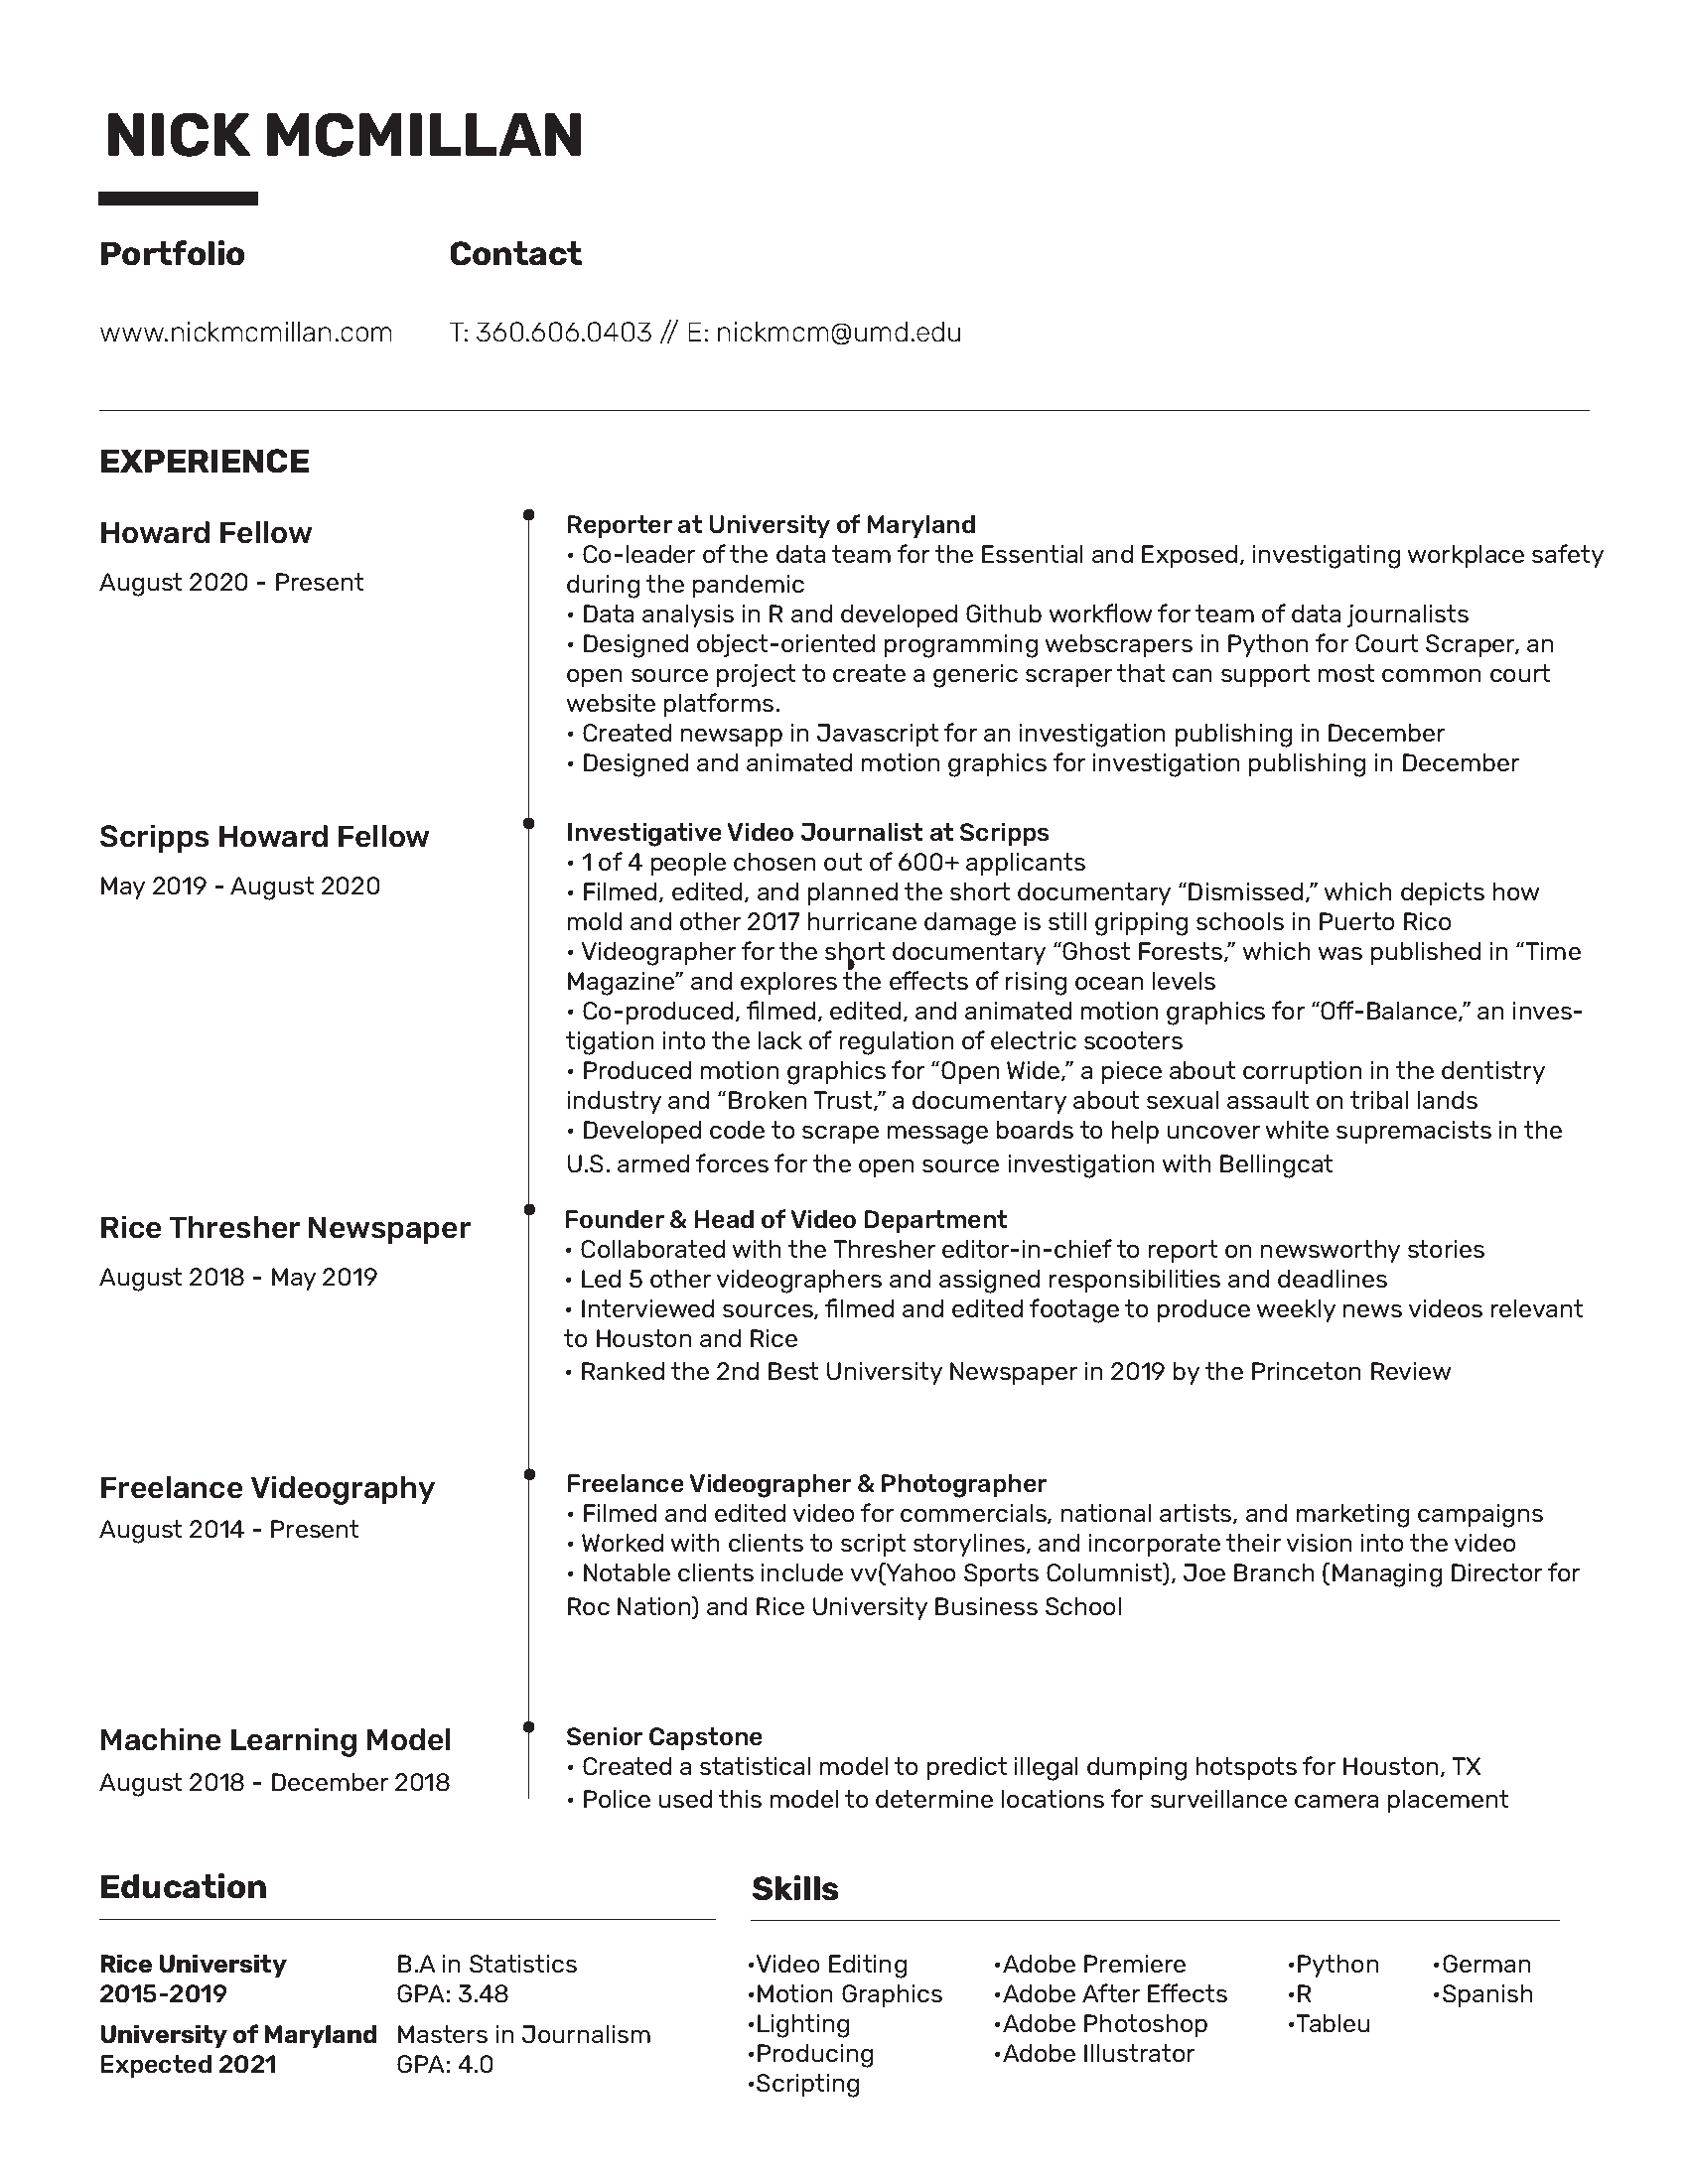 NICK MCMILLAN
Portfolio
Contact
www.nickmcmillan.com
T: 360.606.0403 // E: nickmcm@umd.edu
EXPERIENCE
Howard Fellow
August 2020 - Present
Reporter at University of Maryland
• Co-leader of the data team for the Essential and Exposed, investigating workplace safety
during the pandemic
• Data analysis in R and developed Github workflow for team of data journalists
• Designed object-oriented programming webscrapers in Python for Court Scraper, an
open source project to create a generic scraper that can support most common court
website platforms.
• Created newsapp in Javascript for an investigation publishing in December
• Designed and animated motion graphics for investigation publishing in December
Scripps Howard Fellow
May 2019 - August 2020
Investigative Video Journalist at Scripps
• 1 of 4 people chosen out of 600+ applicants
• Filmed, edited, and planned the short documentary “Dismissed,” which depicts how
mold and other 2017 hurricane damage is still gripping schools in Puerto Rico
• Videographer for the short documentary “Ghost Forests,” which was published in “Time
Magazine” and explores the effects of rising ocean levels
• Co-produced, filmed, edited, and animated motion graphics for “Off-Balance,” an inves-
tigation into the lack of regulation of electric scooters
• Produced motion graphics for “Open Wide,” a piece about corruption in the dentistry
industry and “Broken Trust,” a documentary about sexual assault on tribal lands
• Developed code to scrape message boards to help uncover white supremacists in the
U.S. armed forces for the open source investigation with Bellingcat
Rice Thresher Newspaper
August 2018 - May 2019
Founder & Head of Video Department
• Collaborated with the Thresher editor-in-chief to report on newsworthy stories
• Led 5 other videographers and assigned responsibilities and deadlines
• Interviewed sources, filmed and edited footage to produce weekly news videos relevant
to Houston and Rice
• Ranked the 2nd Best University Newspaper in 2019 by the Princeton Review
Freelance Videography
August 2014 - Present
Freelance Videographer & Photographer
• Filmed and edited video for commercials, national artists, and marketing campaigns
• Worked with clients to script storylines, and incorporate their vision into the video
• Notable clients include vv(Yahoo Sports Columnist), Joe Branch (Managing Director for
Roc Nation) and Rice University Business School
Machine Learning Model
August 2018 - December 2018
Senior Capstone
• Created a statistical model to predict illegal dumping hotspots for Houston, TX
• Police used this model to determine locations for surveillance camera placement
Education
Rice University
2015-2019
B.A in Statistics
GPA: 3.48
University of Maryland
Expected 2021
Masters in Journalism
GPA: 4.0
Skills
•Video Editing
•Motion Graphics
•Lighting
•Producing
•Scripting
•Adobe Premiere
•Adobe After Effects
•Adobe Photoshop
•Adobe Illustrator
•Python
•R
•Tableu
•German
•Spanish